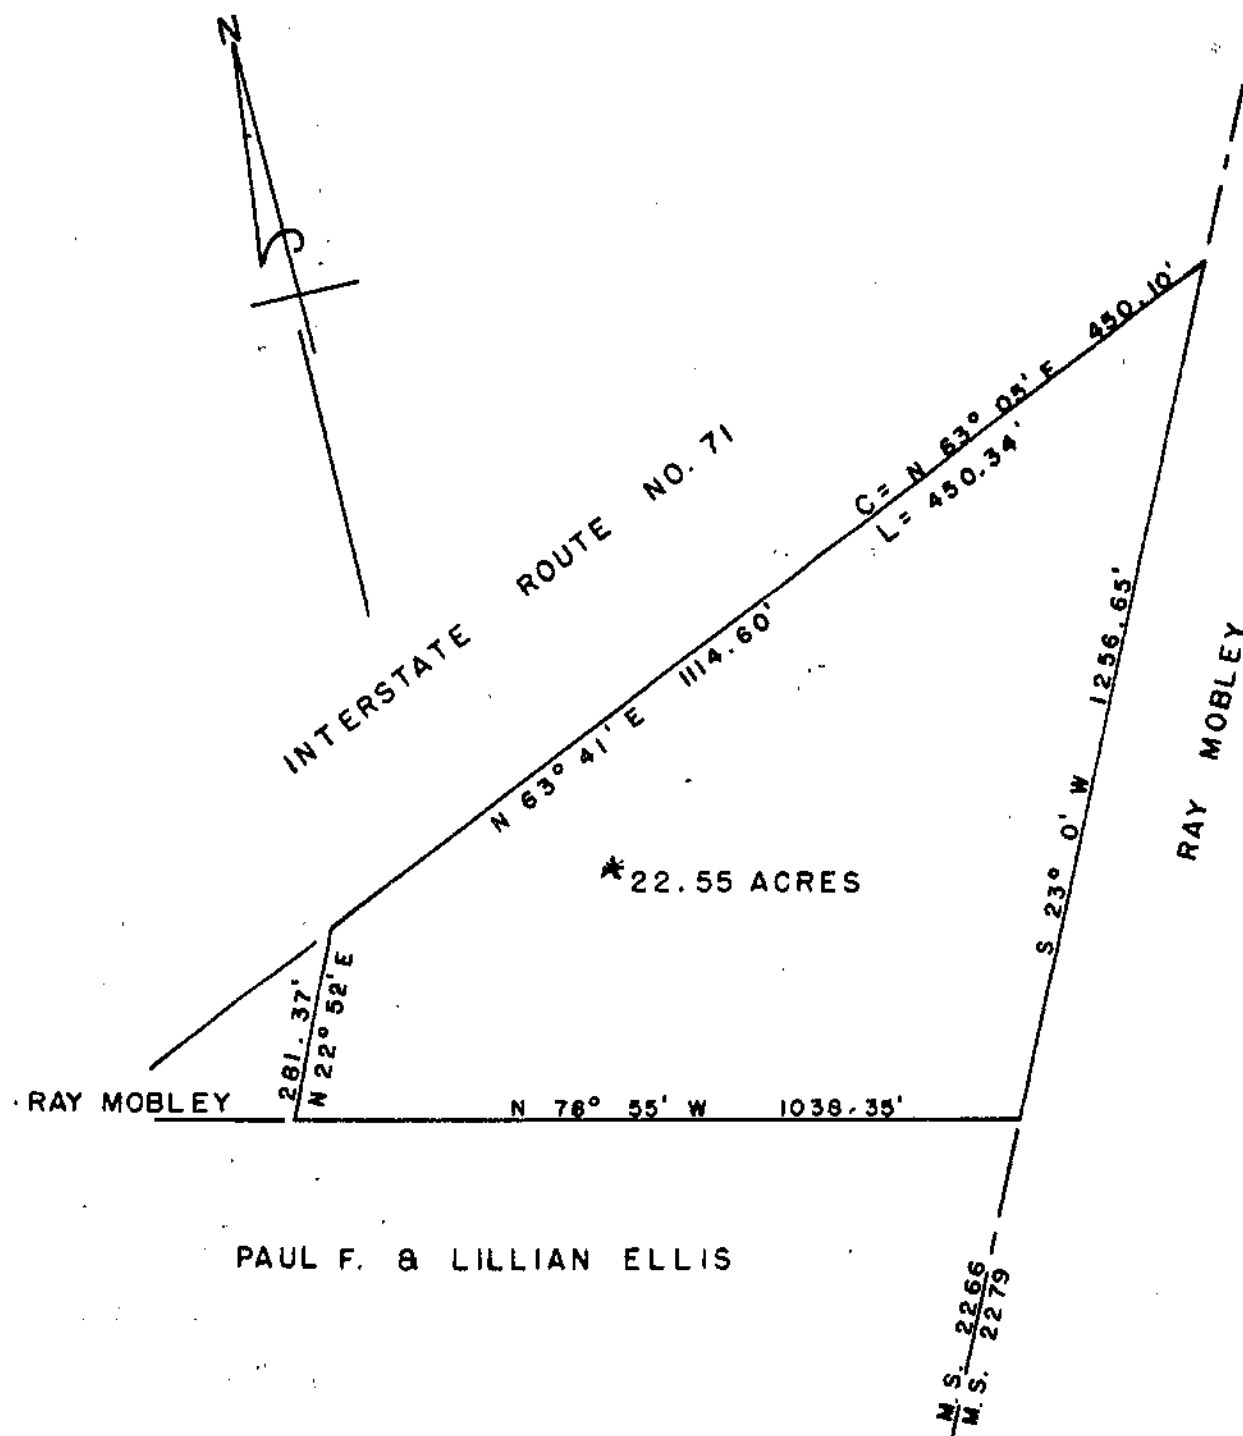 N
INTERSTATE ROUTE NO. 71
C= N 63° 05' E 450.10'
L= 450.34'
N 63° 41' E 1114.60'
S 23° 0' W 1256.65'
RAY MOBLEY
*22.55 ACRES
281.37'
N 22° 52' E
RAY MOBLEY
N 76° 55' W 1038.35'
PAUL F. & LILLIAN ELLIS
M.S. 2266
M.S. 2279